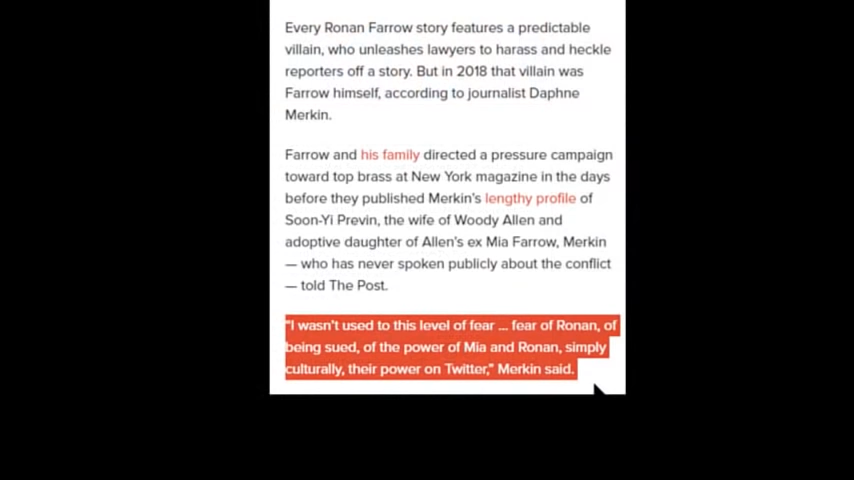 Every Ronan Farrow story features a predictable
villain, who unleashes lawyers to harass and heckle
reporters off a story. But in 2018 that villain was
Farrow himself, according to journalist Daphne
Merkin.
Farrow and his family directed a pressure campaign
toward top brass at New York magazine in the days
before they published Merkin's lengthy profile of
Soon-Yi Previn, the wife of Woody Allen and
adoptive daughter of Allen's ex Mia Farrow, Merkin
— who has never spoken publicly about the conflict
— told The Post.
"I wasn't used to this level of fear ... fear of Ronan, of
being sued, of the power of Mia and Ronan, simply
culturally, their power on Twitter," Merkin said.